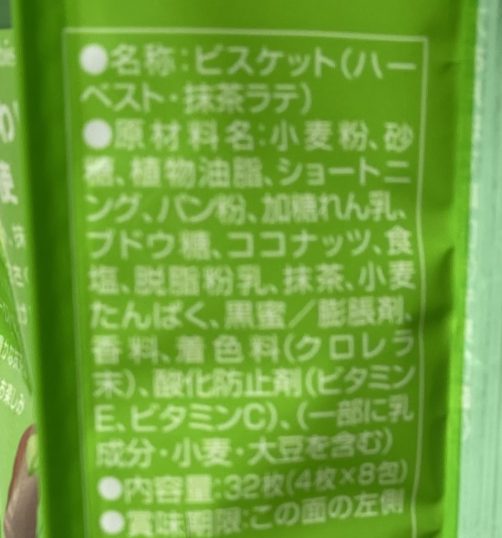 ●名称:ビスケット(ハー
ベスト・抹茶ラテ)
●原材料名:小麦粉、砂
糖、植物油脂、ショートニ
ング、パン粉、加糖れん乳、
ブドウ糖、ココナッツ、食
塩、脱脂粉乳、抹茶、小麦
たんぱく、黒蜜/膨脹剤、
香料、着色料(クロレラ
末)、酸化防止剤(ビタミン
E、ビタミンC)、(一部に乳
成分・小麦・大豆を含む)
●内容量:32枚(4枚×8包)
●賞味期限:この面の左側